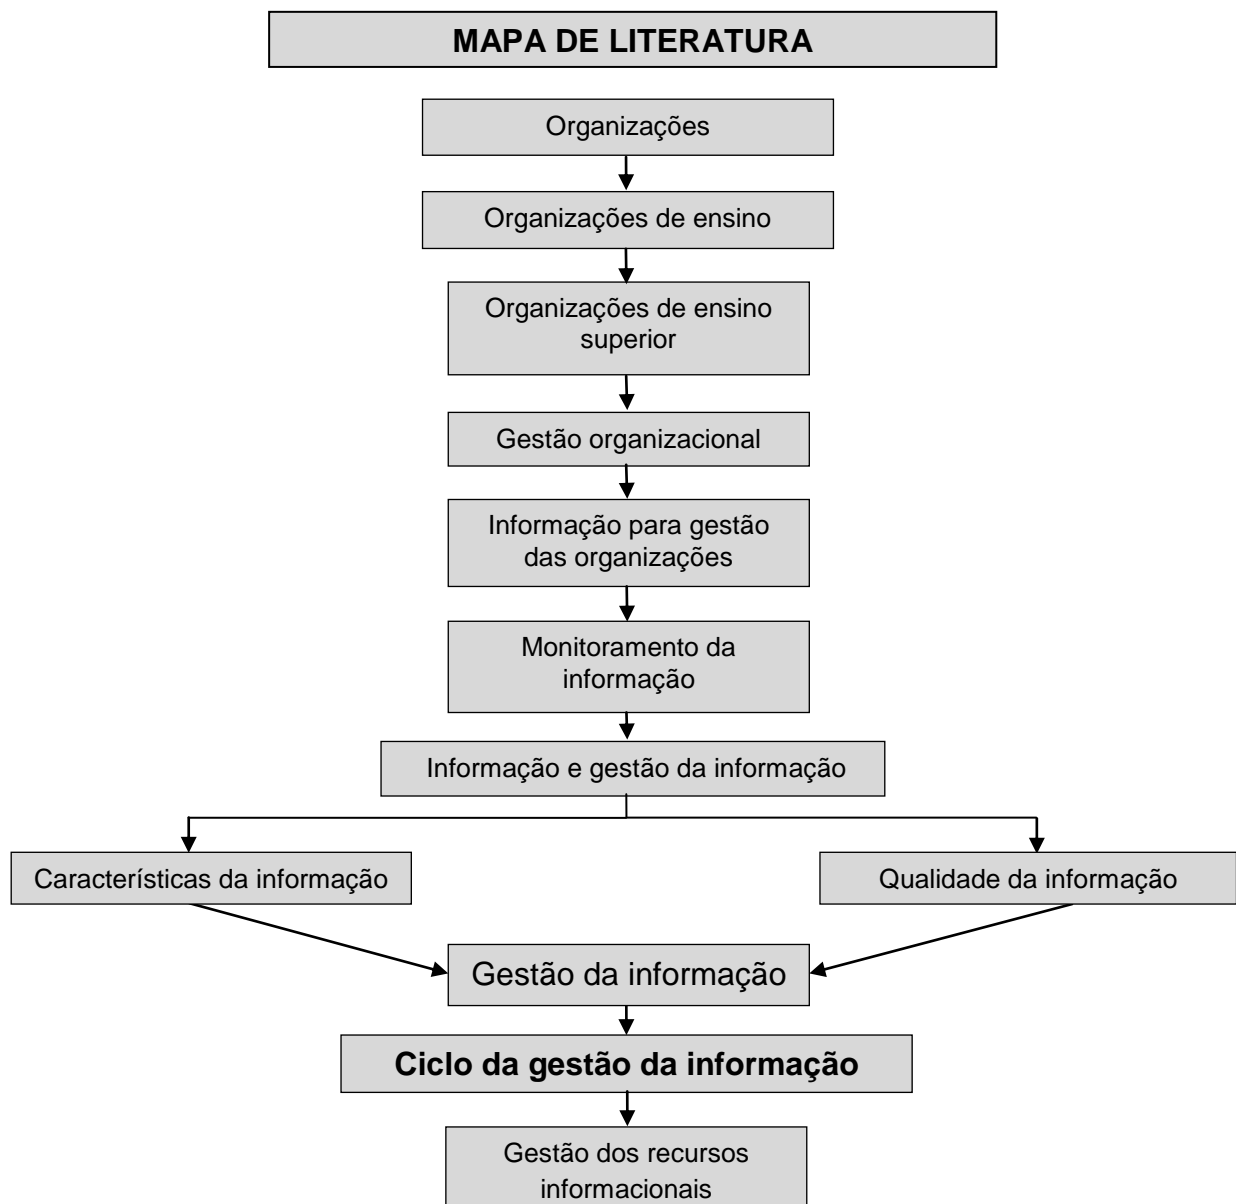 MAPA DE LITERATURA
Organizações
Organizações de ensino
Organizações de ensino
superior
Gestão organizacional
Informação para gestão
das organizações
Monitoramento da
informação
Informação e gestão da informação
Características da informação
Qualidade da informação
Gestão da informação
Ciclo da gestão da informação
Gestão dos recursos
informacionais